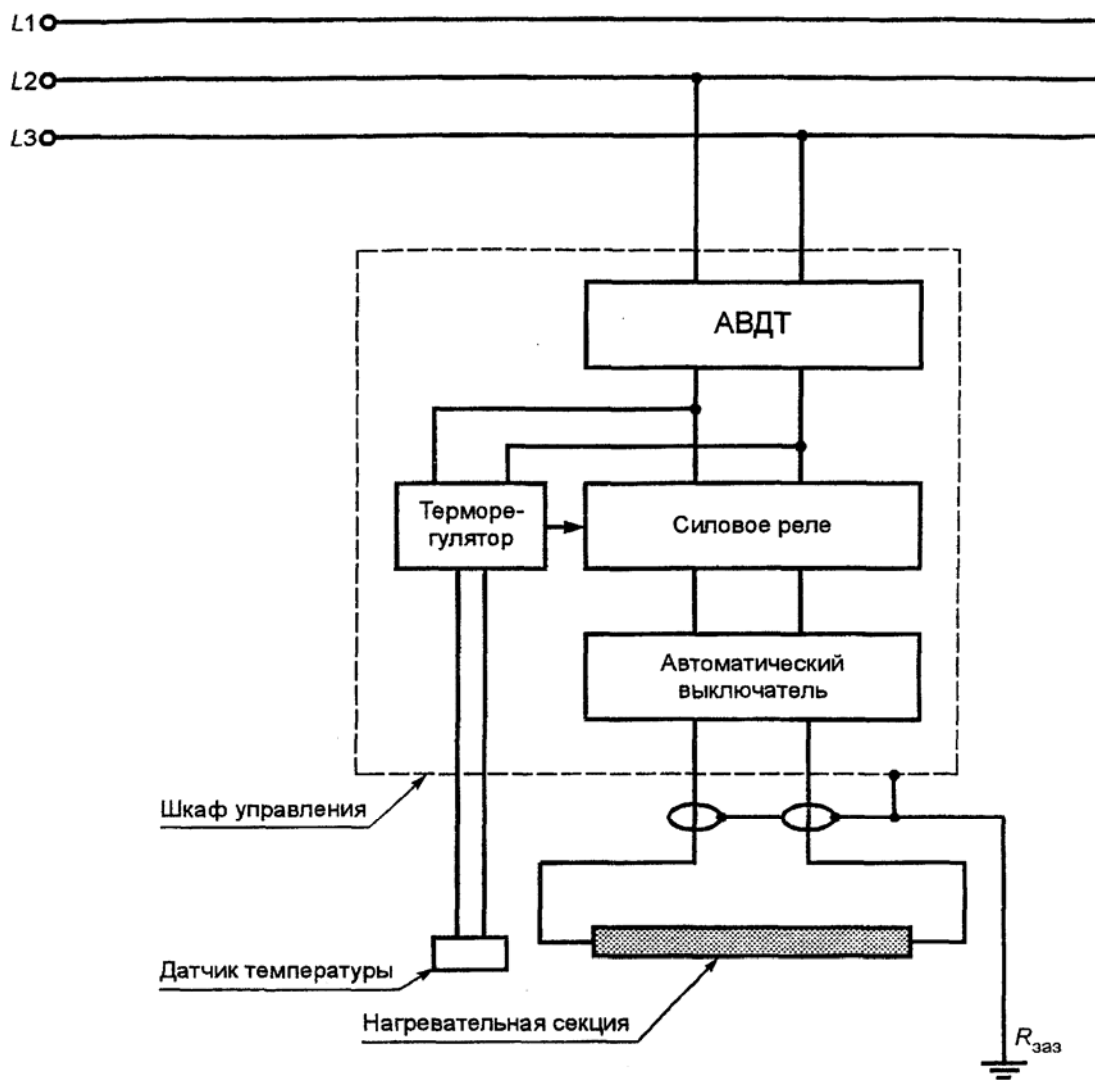 L1
L2
L3
АВДТ
Терморе-
гулятор
Силовое реле
Автоматический
выключатель
Шкаф управления
Датчик температуры
Нагревательная секция
Rзаз